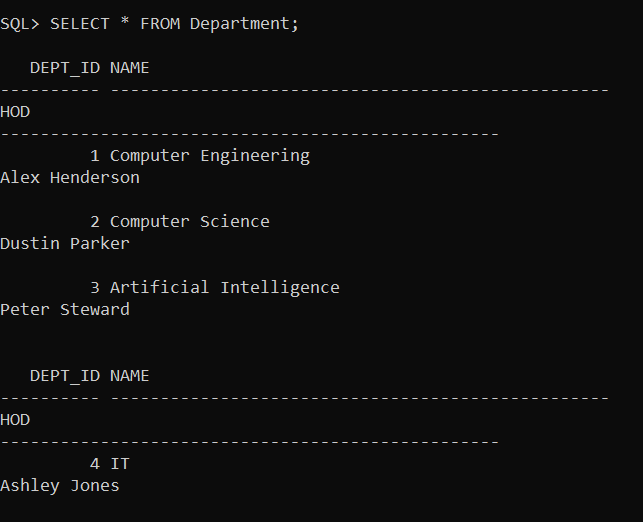 SQL> SELECT * FROM Department;
   DEPT_ID NAME
---------- --------------------------------------------------
HOD
--------------------------------------------------
         1 Computer Engineering
Alex Henderson
         2 Computer Science
Dustin Parker
         3 Artificial Intelligence
Peter Steward
   DEPT_ID NAME
---------- --------------------------------------------------
HOD
--------------------------------------------------
         4 IT
Ashley Jones